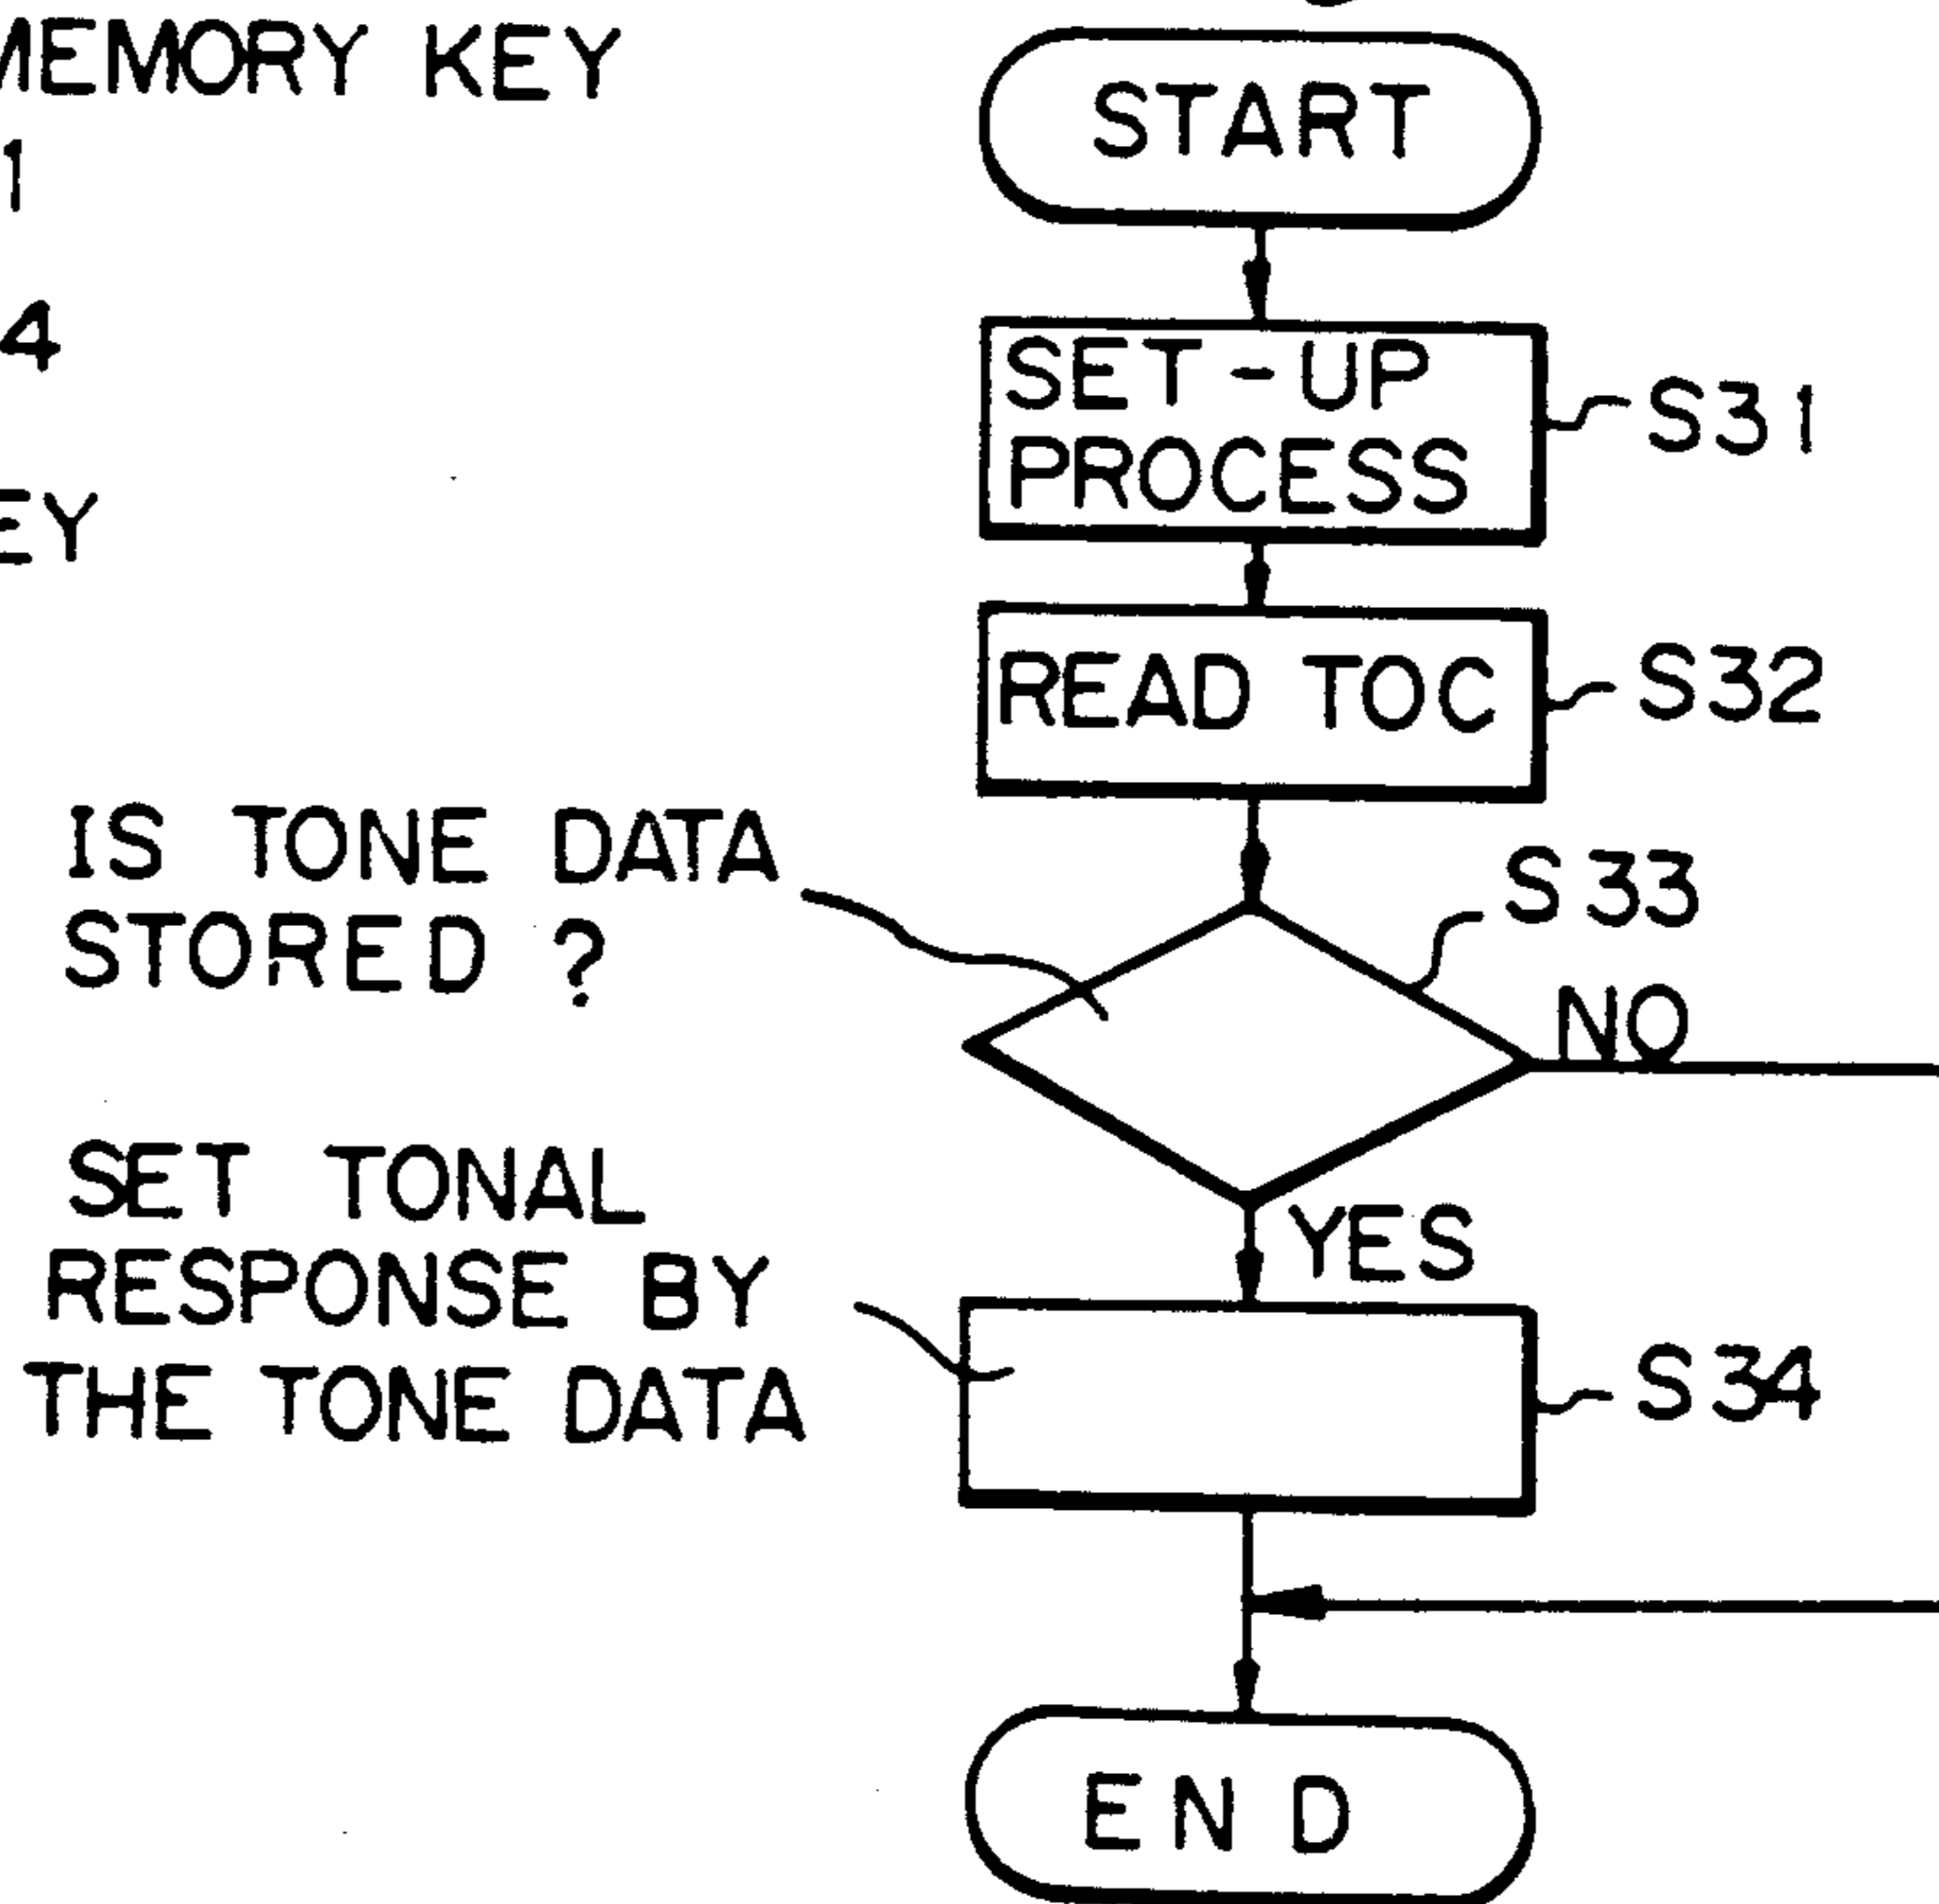 MEMORY KEY
1
4
EY
START
SET-UP
PROCESS
S31
READ TOC
S32
IS TONE DATA
STORED ?
S33
NO
YES
SET TONAL
RESPONSE BY
THE TONE DATA
S34
END